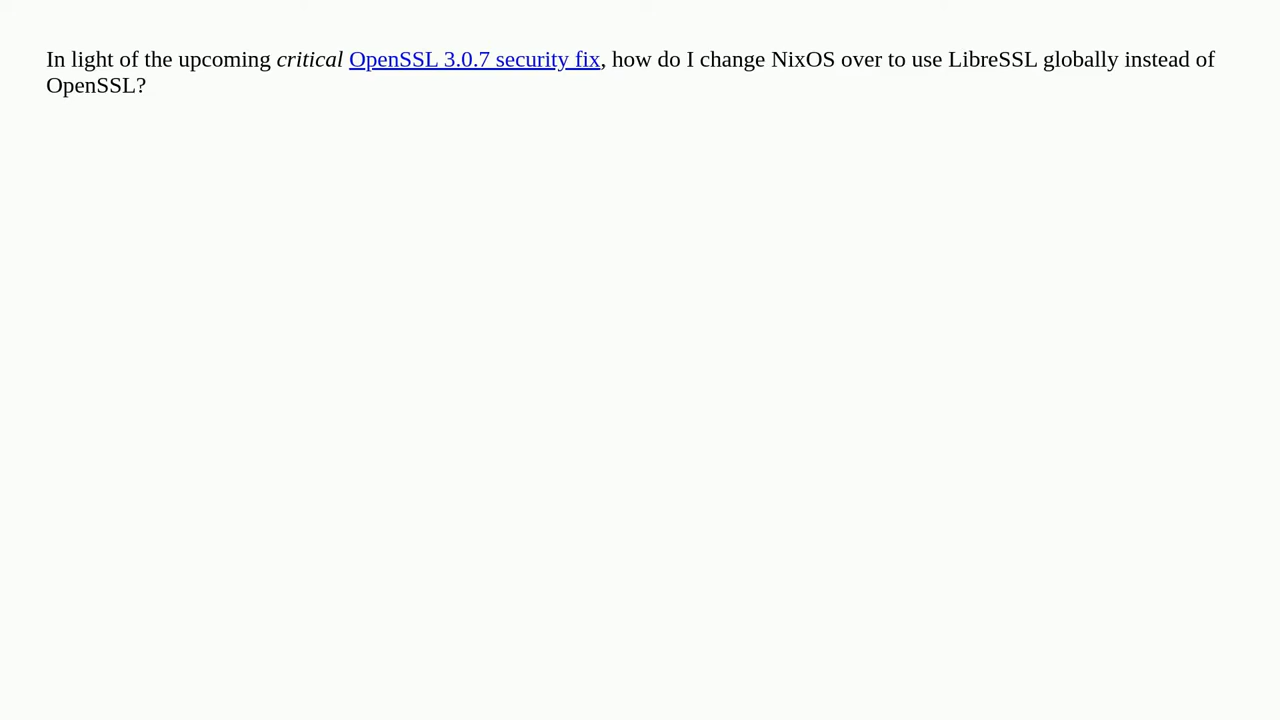 In light of the upcoming critical OpenSSL 3.0.7 security fix, how do I change NixOS over to use LibreSSL globally instead of
OpenSSL?